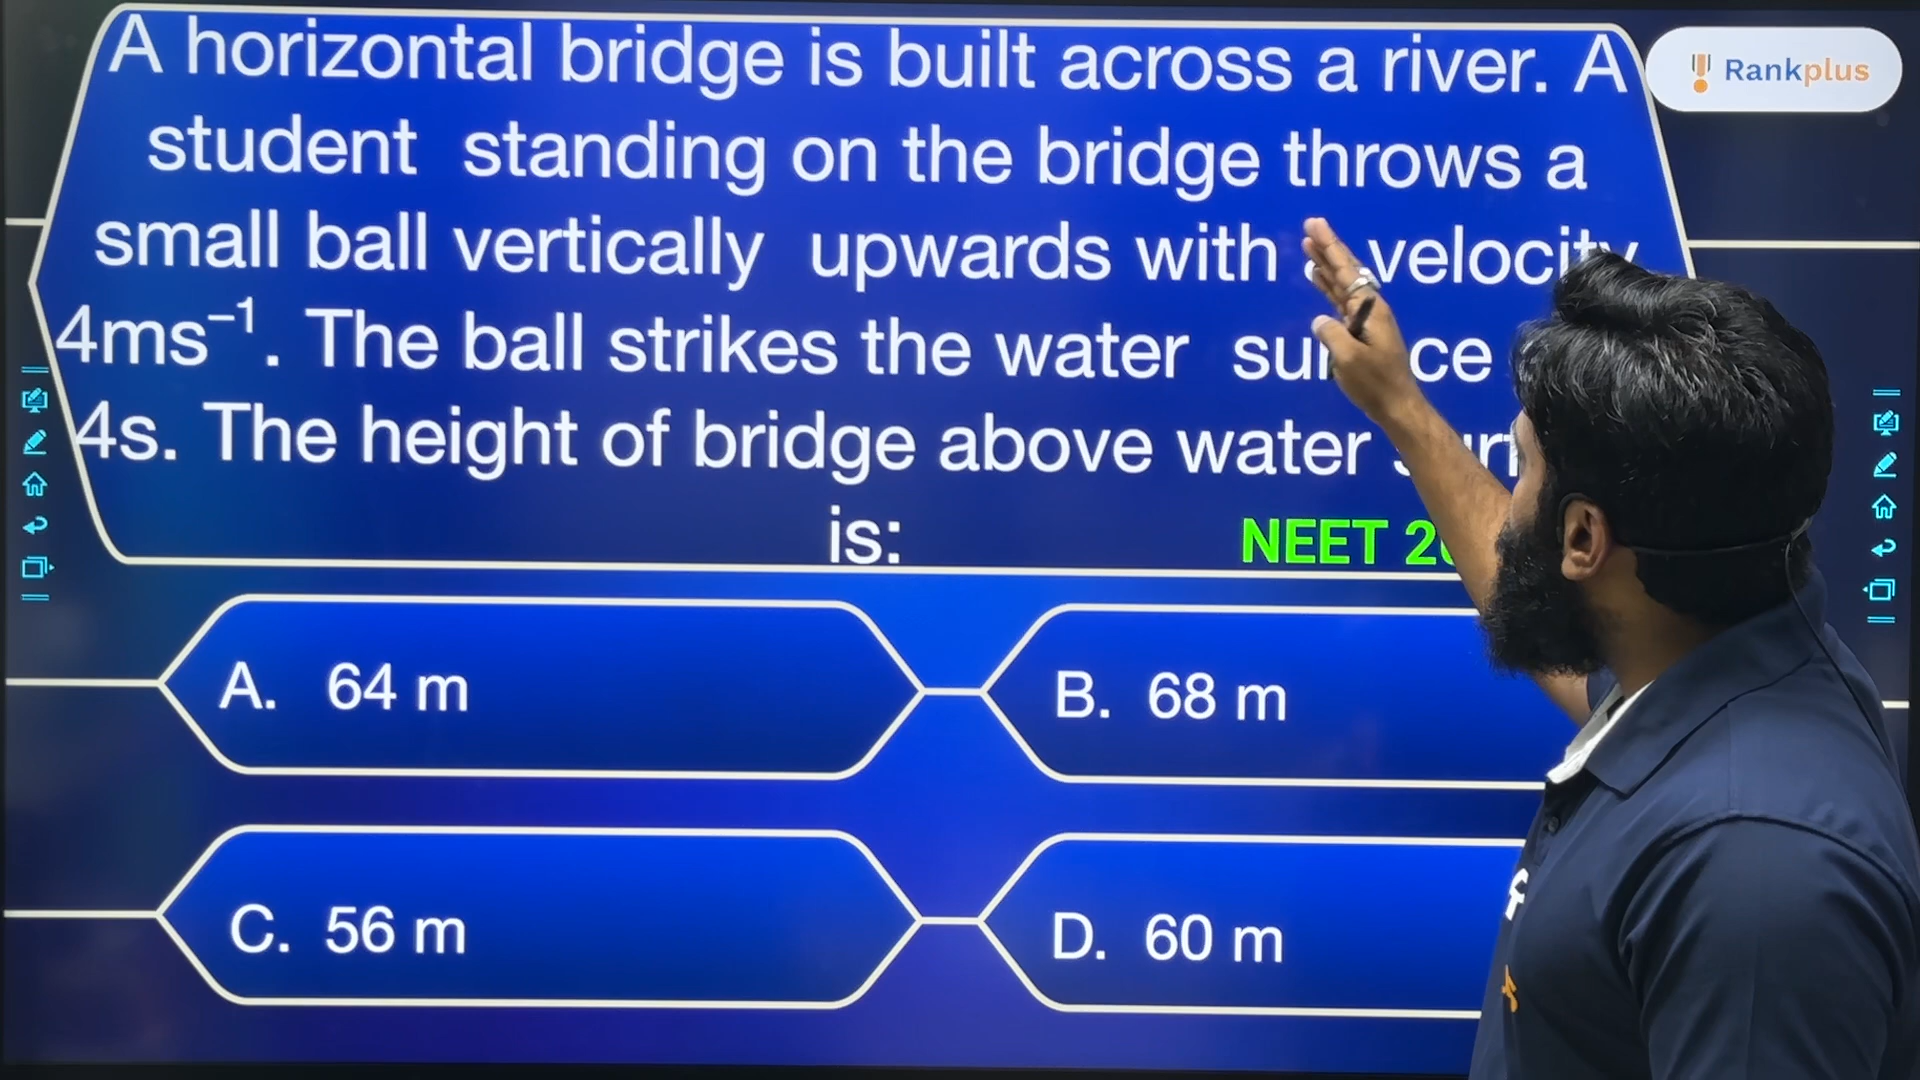 A horizontal bridge is built across a river. A
Rankplus
student standing on the bridge throws a
small ball vertically upwards with a velocity
4ms⁻¹. The ball strikes the water surface
4s. The height of bridge above water
is:
NEET
A. 64 m
B. 68 m
C. 56 m
D. 60 m